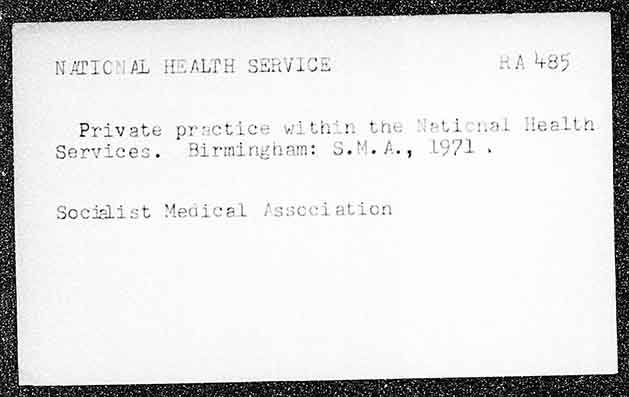 NATIONAL HEALTH SERVICE RA 485
Private practice within the National Health
Services. Birmingham: S.M.A., 1971.
Socialist Medical Association